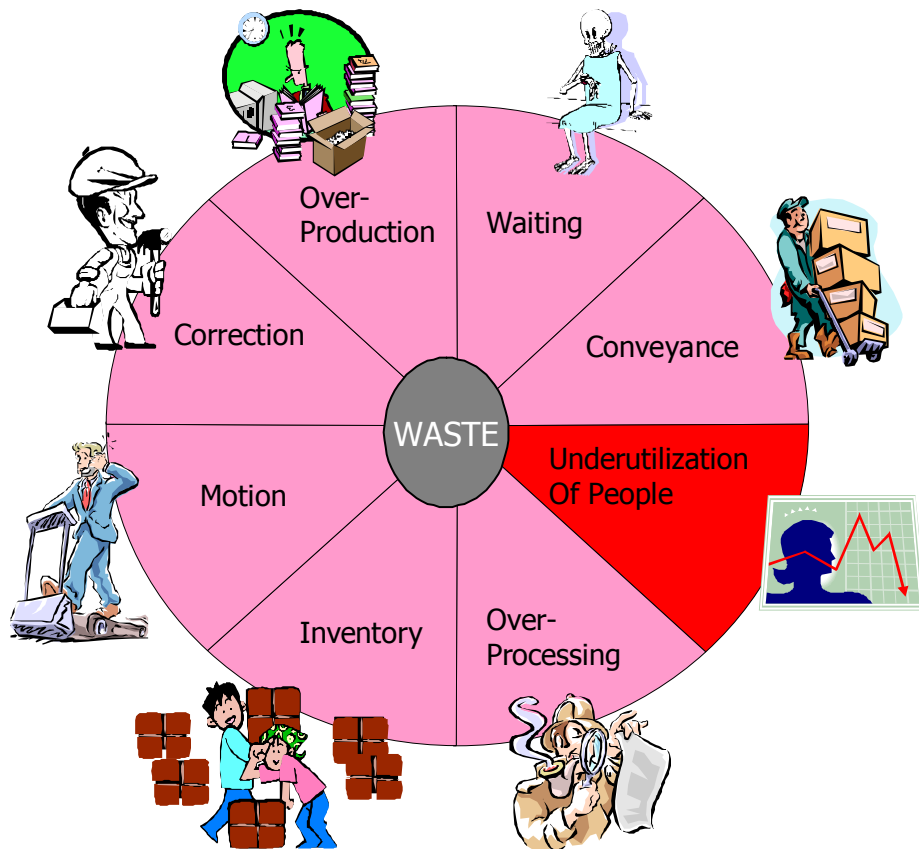 Over-
Production
Waiting
Correction
Conveyance
WASTE
Underutilization
Of People
Motion
Inventory
Over-
Processing